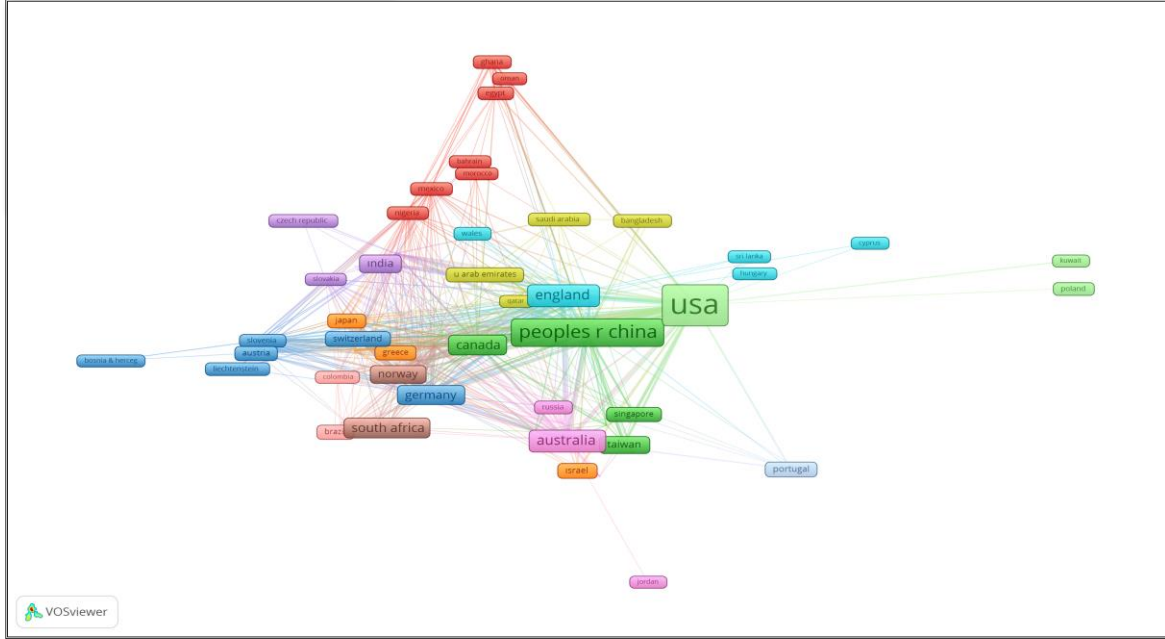 ghana
oman
egypt
bahrain
morocco
mexico
nigeria
czech republic
saudi arabia
bangladesh
wales
cyprus
sri lanka
kuwait
india
u arab emirates
hungary
slovakia
poland
england
qatar
usa
japan
peoples r china
slovenia
switzerland
canada
austria
greece
bosnia & herceg
liechtenstein
colombia
norway
germany
russia
singapore
brazil
south africa
australia
taiwan
israel
portugal
jordan
VOSviewer